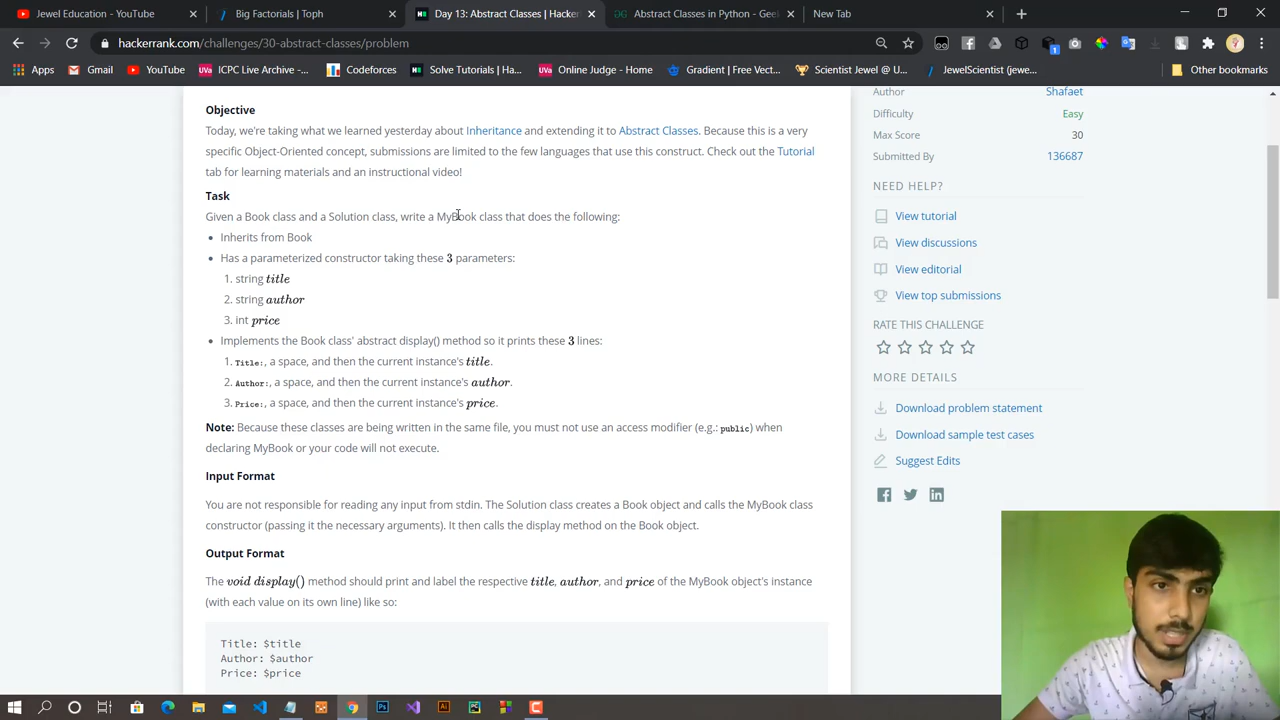 Jewel Education - YouTube
Big Factorials | Toph
Day 13: Abstract Classes | Hacker
Abstract Classes in Python - Geek
New Tab
hackerrank.com/challenges/30-abstract-classes/problem
Apps
Gmail
YouTube
ICPC Live Archive -...
Codeforces
Solve Tutorials | Ha...
Online Judge - Home
Gradient | Free Vect...
Scientist Jewel @ U...
JewelScientist (jewe...
Other bookmarks
Objective
Today, we're taking what we learned yesterday about Inheritance and extending it to Abstract Classes. Because this is a very
specific Object-Oriented concept, submissions are limited to the few languages that use this construct. Check out the Tutorial
tab for learning materials and an instructional video!
Task
Given a Book class and a Solution class, write a MyBook class that does the following:
• Inherits from Book
• Has a parameterized constructor taking these 3 parameters:
1. string title
2. string author
3. int price
• Implements the Book class' abstract display() method so it prints these 3 lines:
1. Title:, a space, and then the current instance's title.
2. Author:, a space, and then the current instance's author.
3. Price:, a space, and then the current instance's price.
Note: Because these classes are being written in the same file, you must not use an access modifier (e.g.: public) when
declaring MyBook or your code will not execute.
Input Format
You are not responsible for reading any input from stdin. The Solution class creates a Book object and calls the MyBook class
constructor (passing it the necessary arguments). It then calls the display method on the Book object.
Output Format
The void display() method should print and label the respective title, author, and price of the MyBook object's instance
(with each value on its own line) like so:
Title: $title
Author: $author
Price: $price
Author Shafaet
Difficulty Easy
Max Score 30
Submitted By 136687
NEED HELP?
View tutorial
View discussions
View editorial
View top submissions
RATE THIS CHALLENGE
MORE DETAILS
Download problem statement
Download sample test cases
Suggest Edits